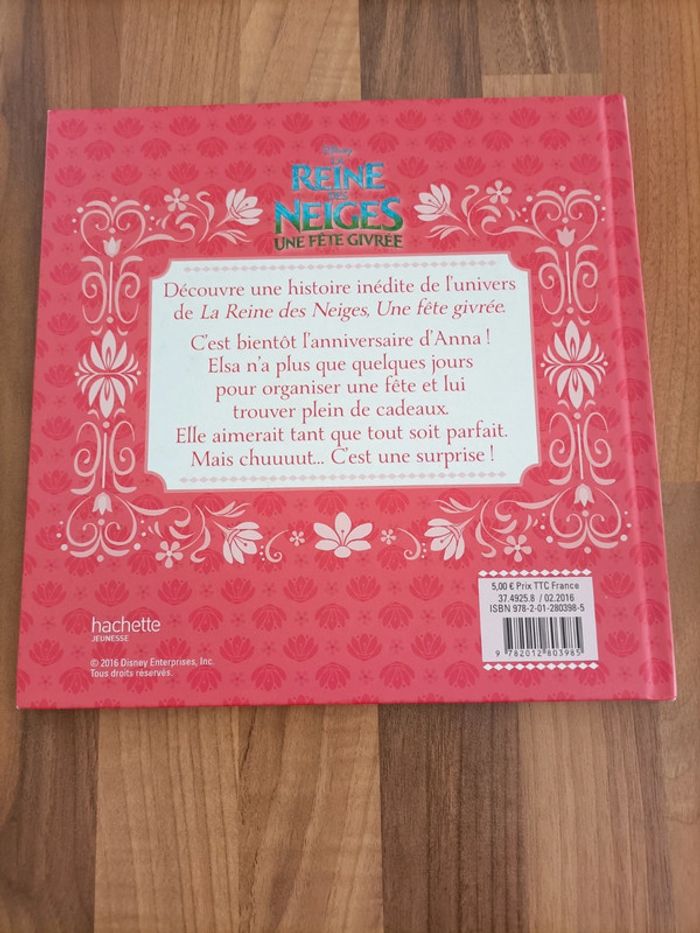 Disney
LA
REINE
DES
NEIGES
UNE FÊTE GIVRÉE
Découvre une histoire inédite de l'univers
de La Reine des Neiges, Une fête givrée.
C'est bientôt l'anniversaire d'Anna !
Elsa n'a plus que quelques jours
pour organiser une fête et lui
trouver plein de cadeaux.
Elle aimerait tant que tout soit parfait.
Mais chuuuut... C'est une surprise !
5,00 € Prix TTC France
37.4925.8 / 02.2016
ISBN 978-2-01-280398-5
9 782012 803985
hachette
JEUNESSE
© 2016 Disney Enterprises, Inc.
Tous droits réservés.